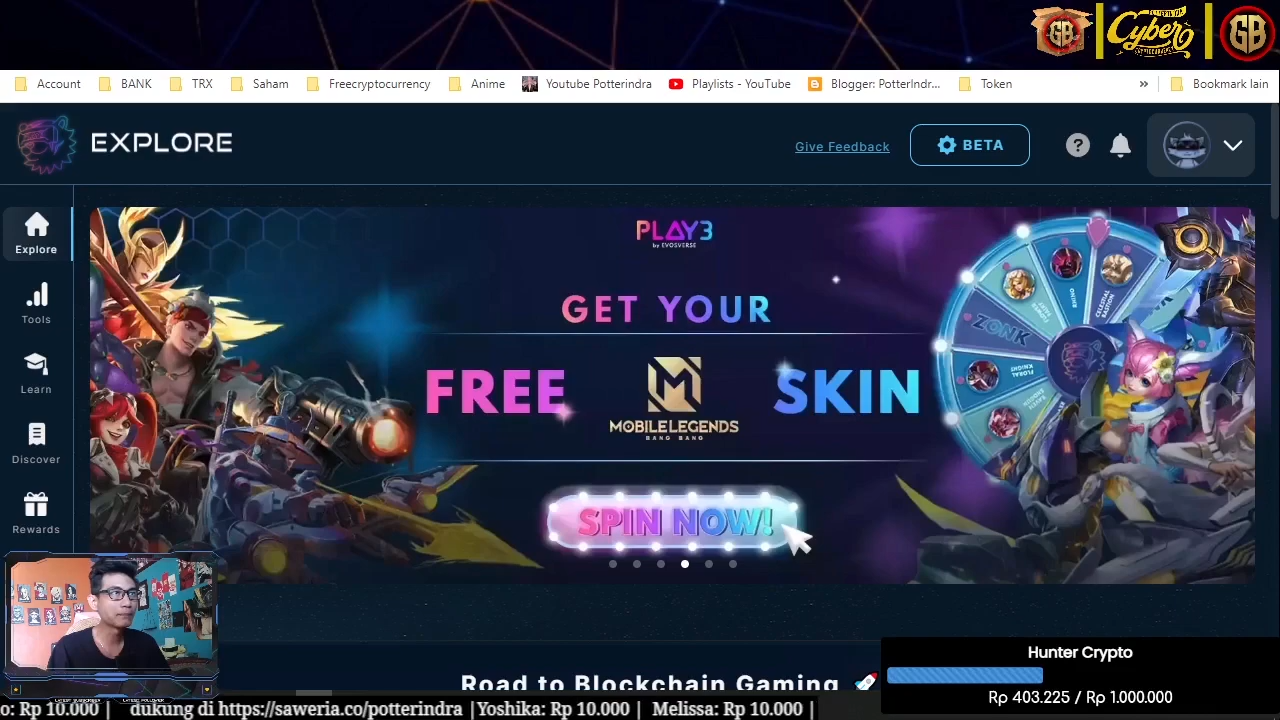 GB
Cyber
GB
Account
BANK
TRX
Saham
Freecryptocurrency
Anime
Youtube Potterindra
Playlists - YouTube
Blogger: PotterIndr...
Token
»
Bookmark lain
EXPLORE
Give Feedback
BETA
?
Explore
Tools
Learn
Discover
Rewards
PLAY3
by EVOSVERSE
GET YOUR
FREE
MOBILE LEGENDS
BANG BANG
SKIN
SPIN NOW!
ZONK
Road to Blockchain Gaming
Hunter Crypto
Rp 403.225 / Rp 1.000.000
o: Rp 10.000 | dukung di https://saweria.co/potterindra |Yoshika: Rp 10.000 | Melissa: Rp 10.000 |